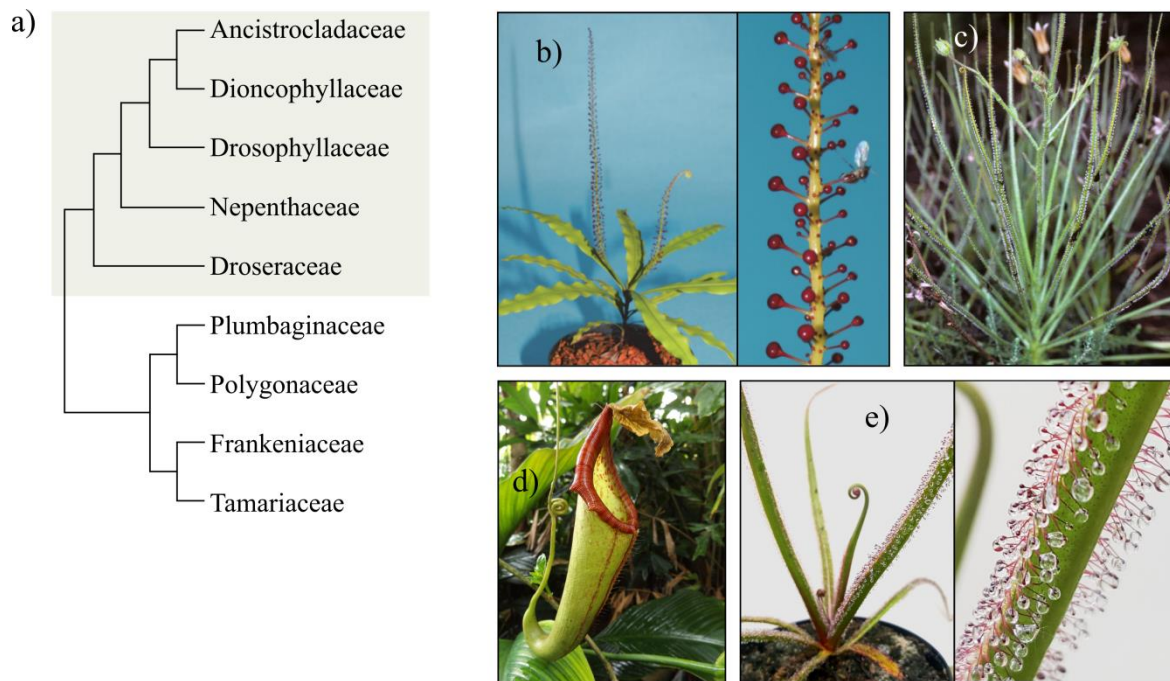 a)
Ancistrocladaceae
Dioncophyllaceae
Drosophyllaceae
Nepenthaceae
Droseraceae
Plumbaginaceae
Polygonaceae
Frankeniaceae
Tamariaceae
b)
c)
d)
e)